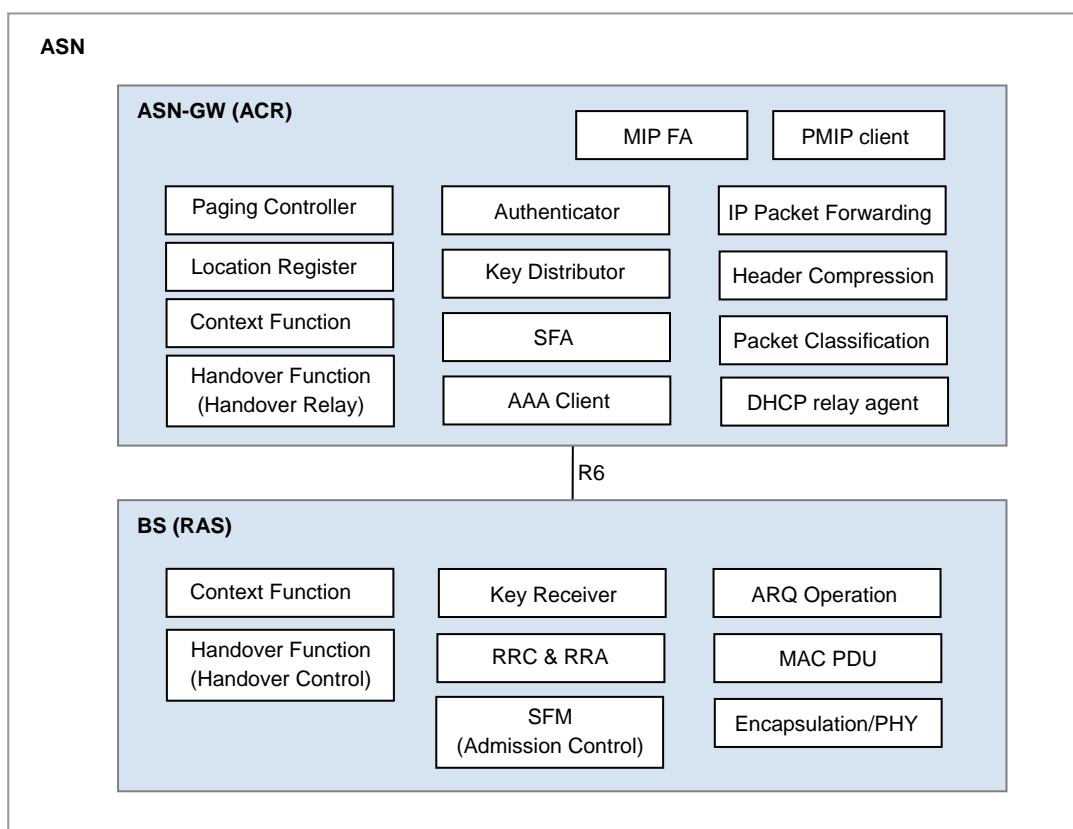 ASN
ASN-GW (ACR)
MIP FA
PMIP client
Paging Controller
Authenticator
IP Packet Forwarding
Location Register
Key Distributor
Header Compression
Context Function
SFA
Packet Classification
Handover Function
(Handover Relay)
AAA Client
DHCP relay agent
R6
BS (RAS)
Context Function
Key Receiver
ARQ Operation
Handover Function
(Handover Control)
RRC & RRA
MAC PDU
SFM
(Admission Control)
Encapsulation/PHY